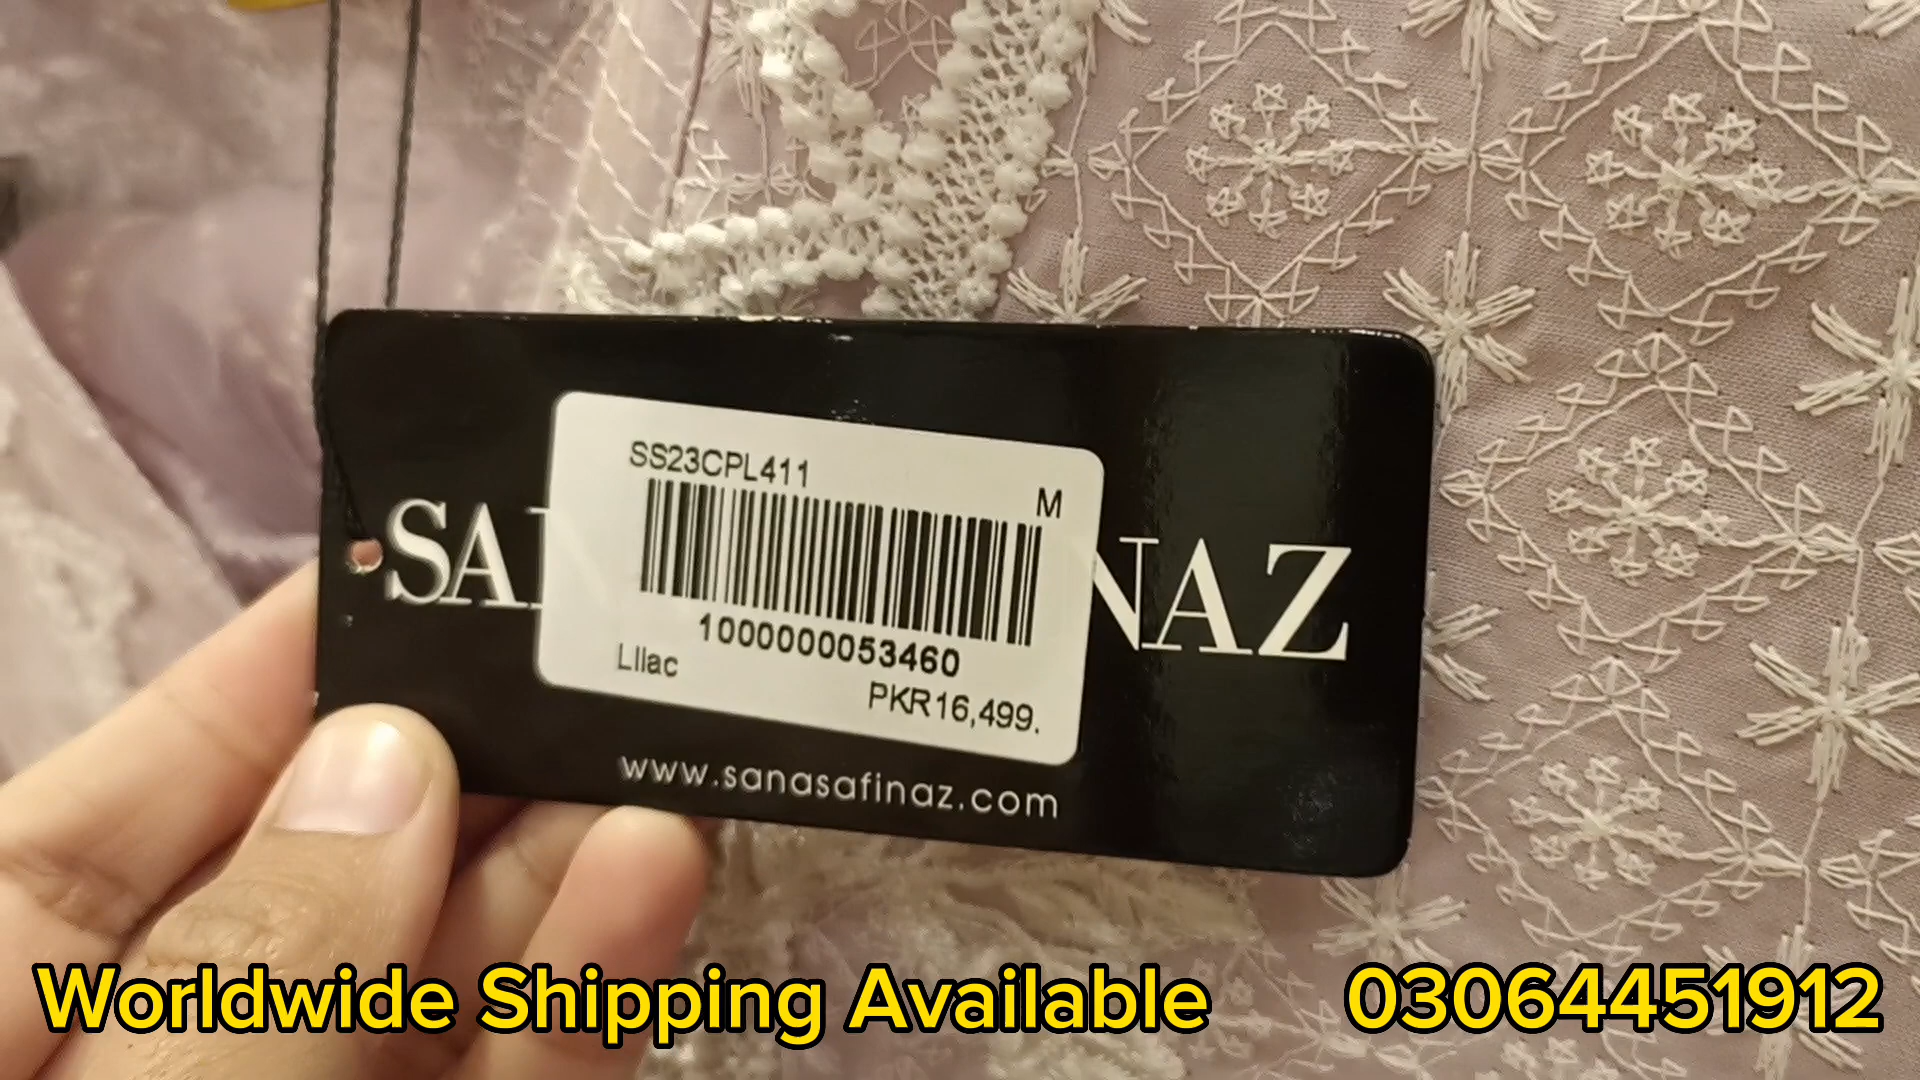 SS23CPL411
M
SA NAZ
1000000053460
Lilac
PKR16,499.
www.sanasafinaz.com
Worldwide Shipping Available 03064451912